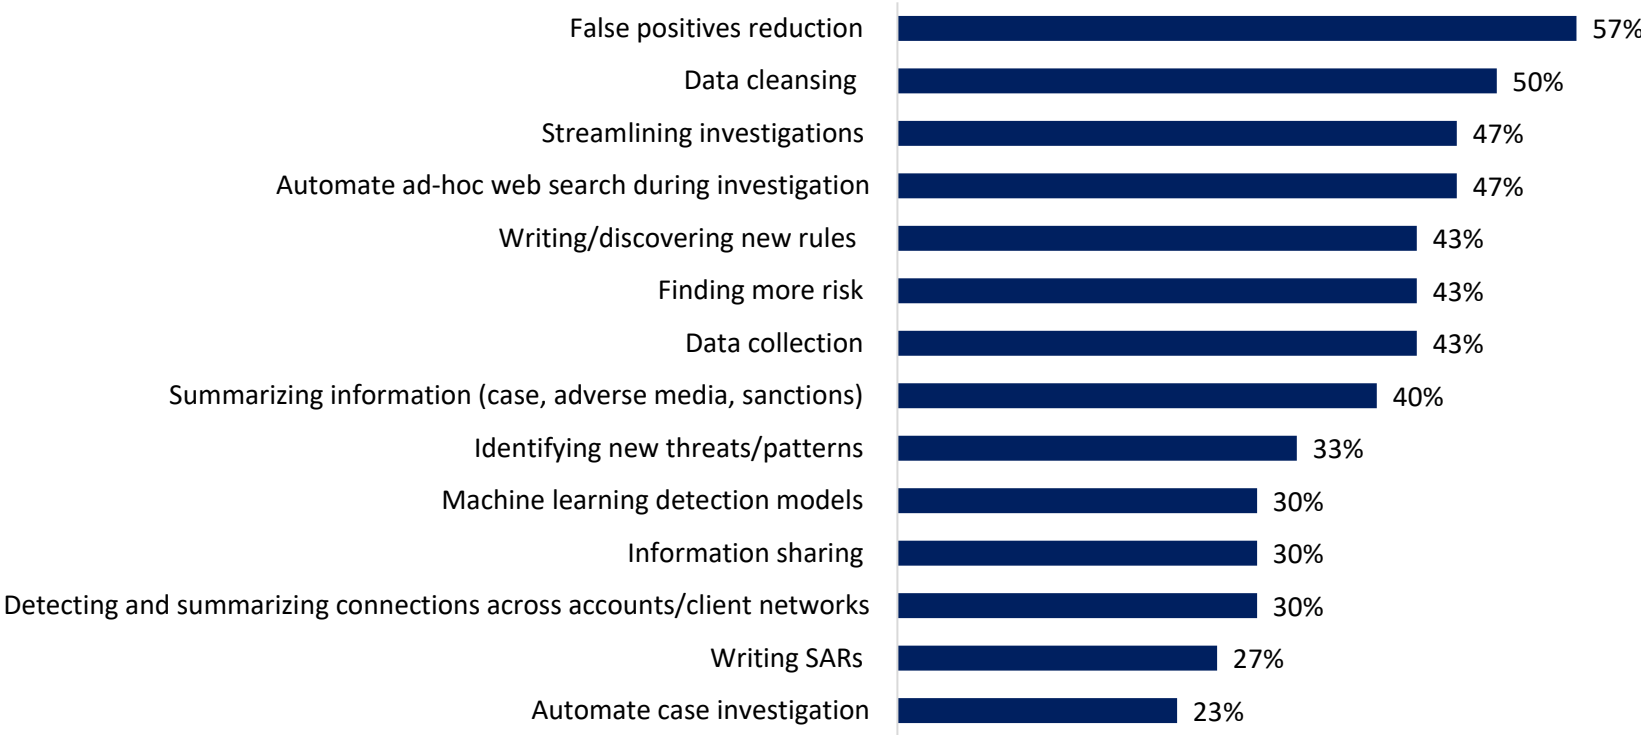 False positives reduction 57%
Data cleansing 50%
Streamlining investigations 47%
Automate ad-hoc web search during investigation 47%
Writing/discovering new rules 43%
Finding more risk 43%
Data collection 43%
Summarizing information (case, adverse media, sanctions) 40%
Identifying new threats/patterns 33%
Machine learning detection models 30%
Information sharing 30%
Detecting and summarizing connections across accounts/client networks 30%
Writing SARs 27%
Automate case investigation 23%